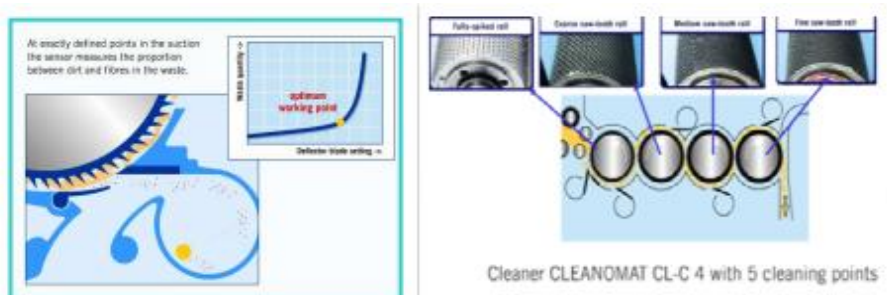 At exactly defined points in the suction
the sensor measures the proportion
between dirt and fibres in the waste.
Waste quantity →
optimum
working point
Deflector blade setting →
Fully-spiked roll
Coarse saw-tooth roll
Medium saw-tooth roll
Fine saw-tooth roll
Cleaner CLEANOMAT CL-C 4 with 5 cleaning points